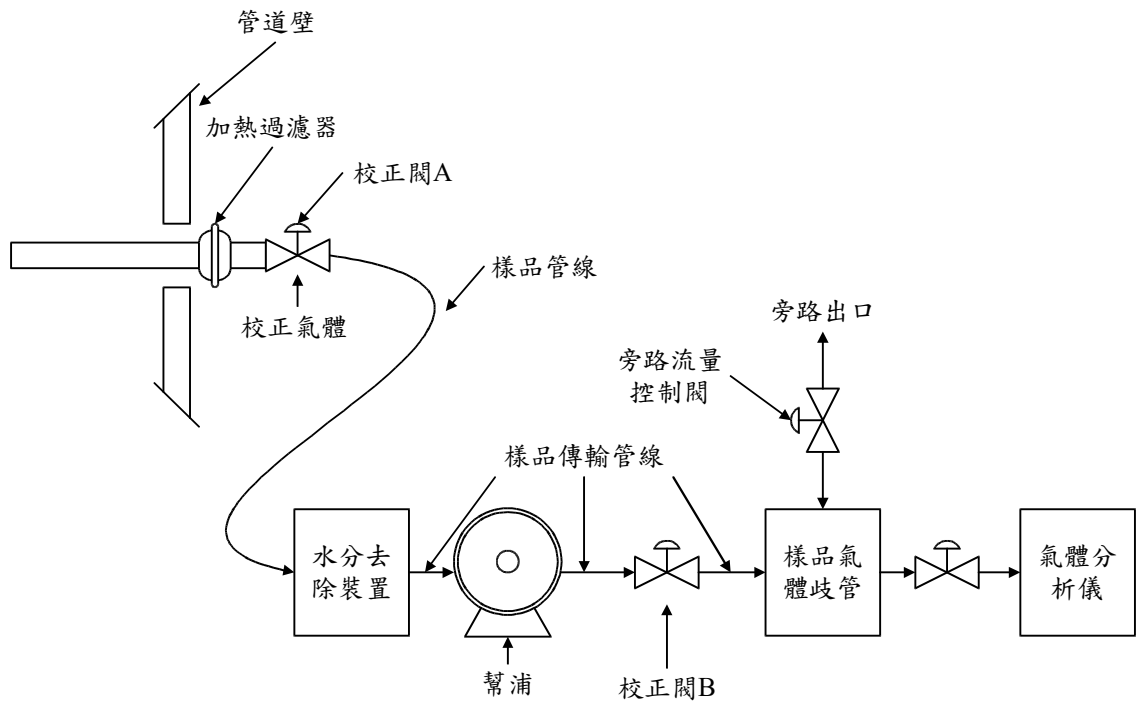 管道壁
加熱過濾器
校正閥A
樣品管線
校正氣體
旁路出口
旁路流量
控制閥
樣品傳輸管線
水分去
除裝置
樣品氣
體歧管
氣體分
析儀
幫浦
校正閥B